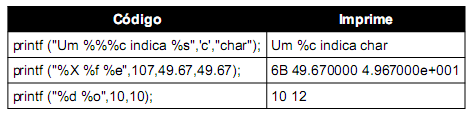 Código Imprime
printf ("Um %%%c indica %s",'c',"char"); Um %c indica char
printf ("%X %f %e",107,49.67,49.67); 6B 49.670000 4.967000e+001
printf ("%d %o",10,10); 10 12